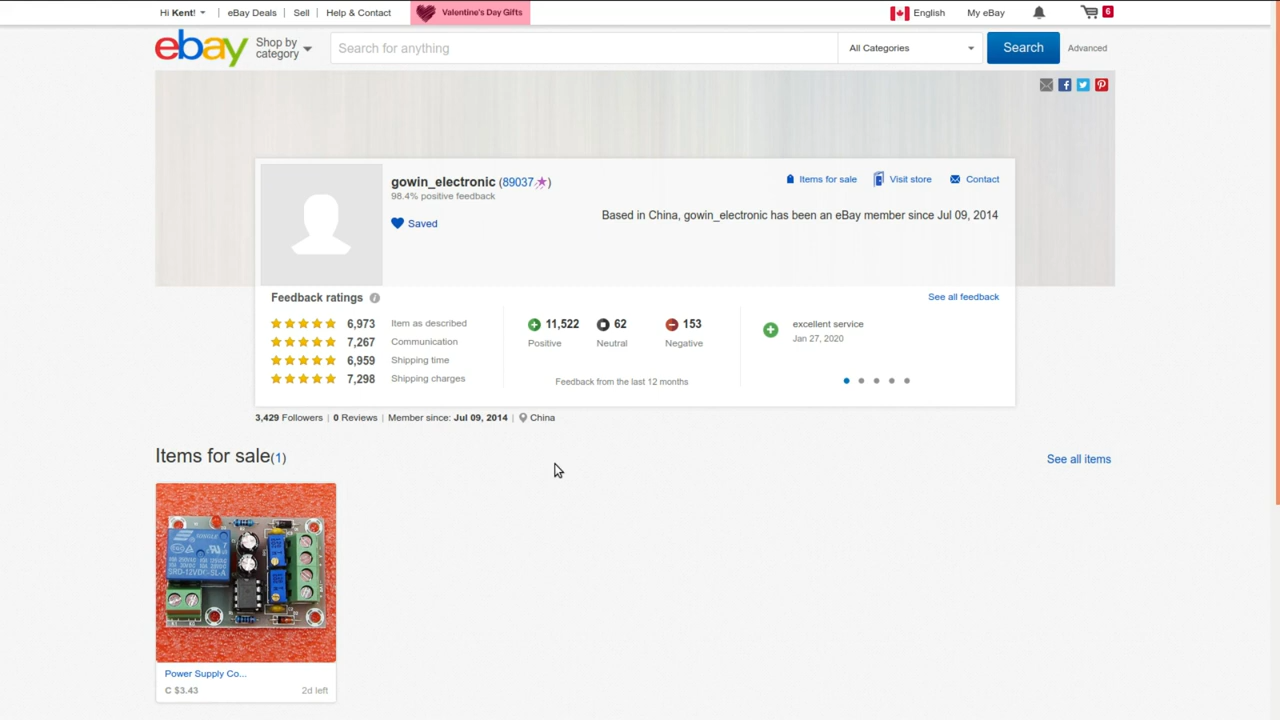 Hi Kent! | eBay Deals | Sell | Help & Contact Valentine's Day Gifts English My eBay 6
ebay Shop by category Search for anything All Categories Search Advanced
gowin_electronic (89037)
98.4% positive feedback
Saved
Items for sale Visit store Contact
Based in China, gowin_electronic has been an eBay member since Jul 09, 2014
Feedback ratings i See all feedback
6,973 Item as described
7,267 Communication
6,959 Shipping time
7,298 Shipping charges
11,522 Positive
62 Neutral
153 Negative
Feedback from the last 12 months
excellent service
Jan 27, 2020
3,429 Followers | 0 Reviews | Member since: Jul 09, 2014 | China
Items for sale(1) See all items
SRD-12VDC-SL-A
Power Supply Co...
C $3.43 2d left